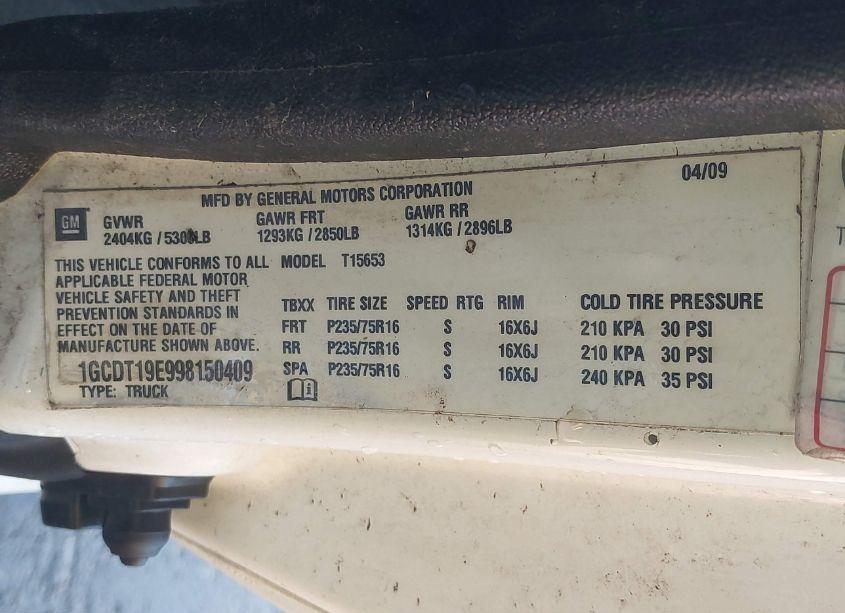 04/09
MFD BY GENERAL MOTORS CORPORATION
GM
GVWR GAWR FRT GAWR RR
2404KG / 5300LB 1293KG / 2850LB 1314KG / 2896LB
THIS VEHICLE CONFORMS TO ALL
APPLICABLE FEDERAL MOTOR
VEHICLE SAFETY AND THEFT
PREVENTION STANDARDS IN
EFFECT ON THE DATE OF
MANUFACTURE SHOWN ABOVE.
1GCDT19E998150409
TYPE: TRUCK
MODEL T15653
TBXX TIRE SIZE SPEED RTG RIM COLD TIRE PRESSURE
FRT P235/75R16 S 16X6J 210 KPA 30 PSI
RR P235/75R16 S 16X6J 210 KPA 30 PSI
SPA P235/75R16 S 16X6J 240 KPA 35 PSI
T